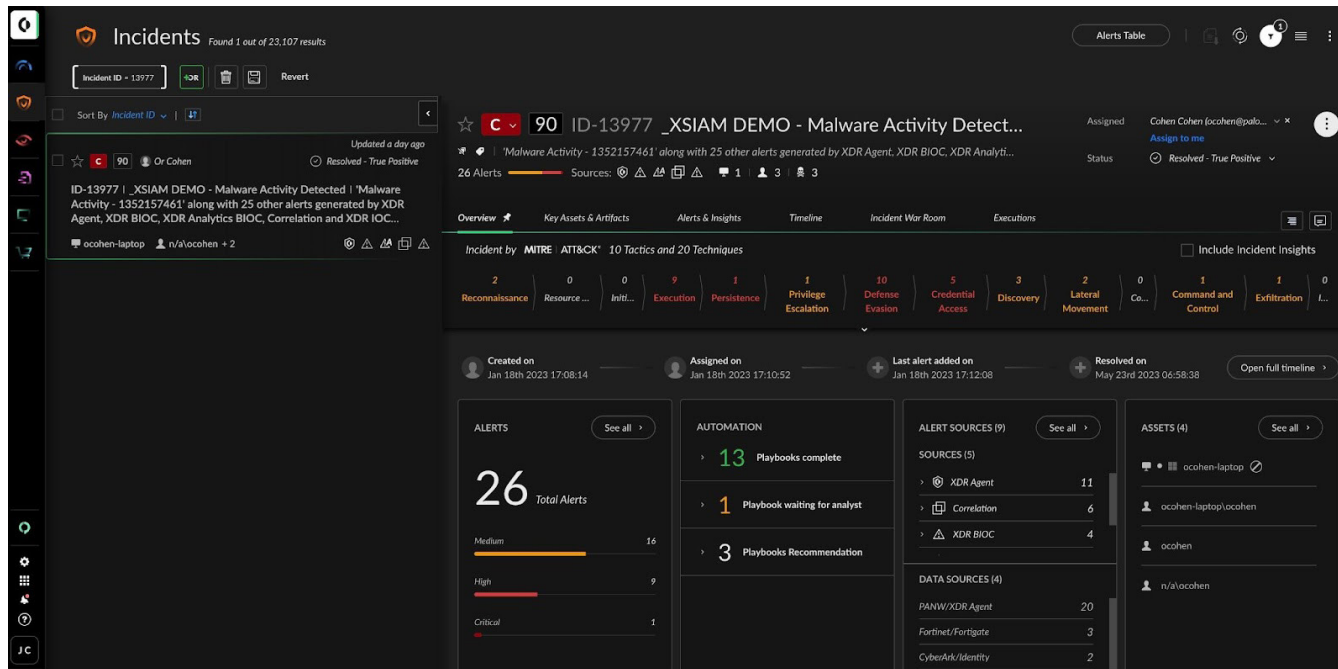 Incidents Found 1 out of 23,107 results
Alerts Table
1
Incident ID = 13977
+OR
Revert
Sort By Incident ID
Updated a day ago
C 90 Or Cohen Resolved - True Positive
ID-13977 | _XSIAM DEMO - Malware Activity Detected | 'Malware
Activity - 1352157461' along with 25 other alerts generated by XDR
Agent, XDR BIOC, XDR Analytics BIOC, Correlation and XDR IOC...
ocohen-laptop n/a\ocohen + 2
C 90 ID-13977 _XSIAM DEMO - Malware Activity Detect...
'Malware Activity - 1352157461' along with 25 other alerts generated by XDR Agent, XDR BIOC, XDR Analyti...
26 Alerts Sources: 1 3 3
Assigned Cohen Cohen (ocohen@palo...
Assign to me
Status Resolved - True Positive
Overview Key Assets & Artifacts Alerts & Insights Timeline Incident War Room Executions
Incident by MITRE | ATT&CK® 10 Tactics and 20 Techniques
Include Incident Insights
2 Reconnaissance
0 Resource ...
0 Initi...
9 Execution
1 Persistence
1 Privilege Escalation
10 Defense Evasion
5 Credential Access
3 Discovery
2 Lateral Movement
0 Co...
1 Command and Control
1 Exfiltration
0 I...
Created on
Jan 18th 2023 17:08:14
Assigned on
Jan 18th 2023 17:10:52
Last alert added on
Jan 18th 2023 17:12:08
Resolved on
May 23rd 2023 06:58:38
Open full timeline
ALERTS
See all
26 Total Alerts
Medium 16
High 9
Critical 1
AUTOMATION
13 Playbooks complete
1 Playbook waiting for analyst
3 Playbooks Recommendation
ALERT SOURCES (9)
See all
SOURCES (5)
XDR Agent 11
Correlation 6
XDR BIOC 4
DATA SOURCES (4)
PANW/XDR Agent 20
Fortinet/Fortigate 3
CyberArk/Identity 2
ASSETS (4)
See all
ocohen-laptop
ocohen-laptop\ocohen
ocohen
n/a\ocohen
JC